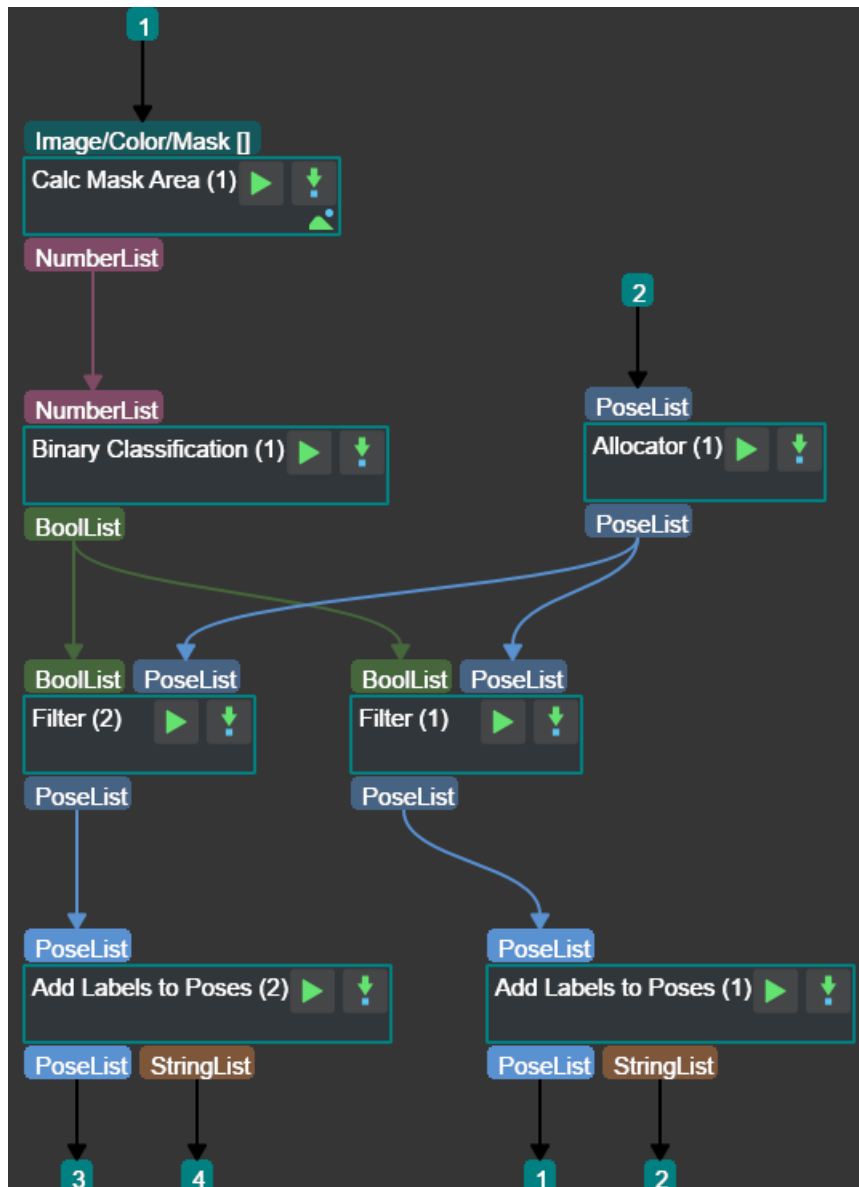 1
Image/Color/Mask []
Calc Mask Area (1)
NumberList
2
NumberList
PoseList
Binary Classification (1)
Allocator (1)
BoolList
PoseList
BoolList PoseList
BoolList PoseList
Filter (2)
Filter (1)
PoseList
PoseList
PoseList
PoseList
Add Labels to Poses (2)
Add Labels to Poses (1)
PoseList StringList
PoseList StringList
3
4
1
2